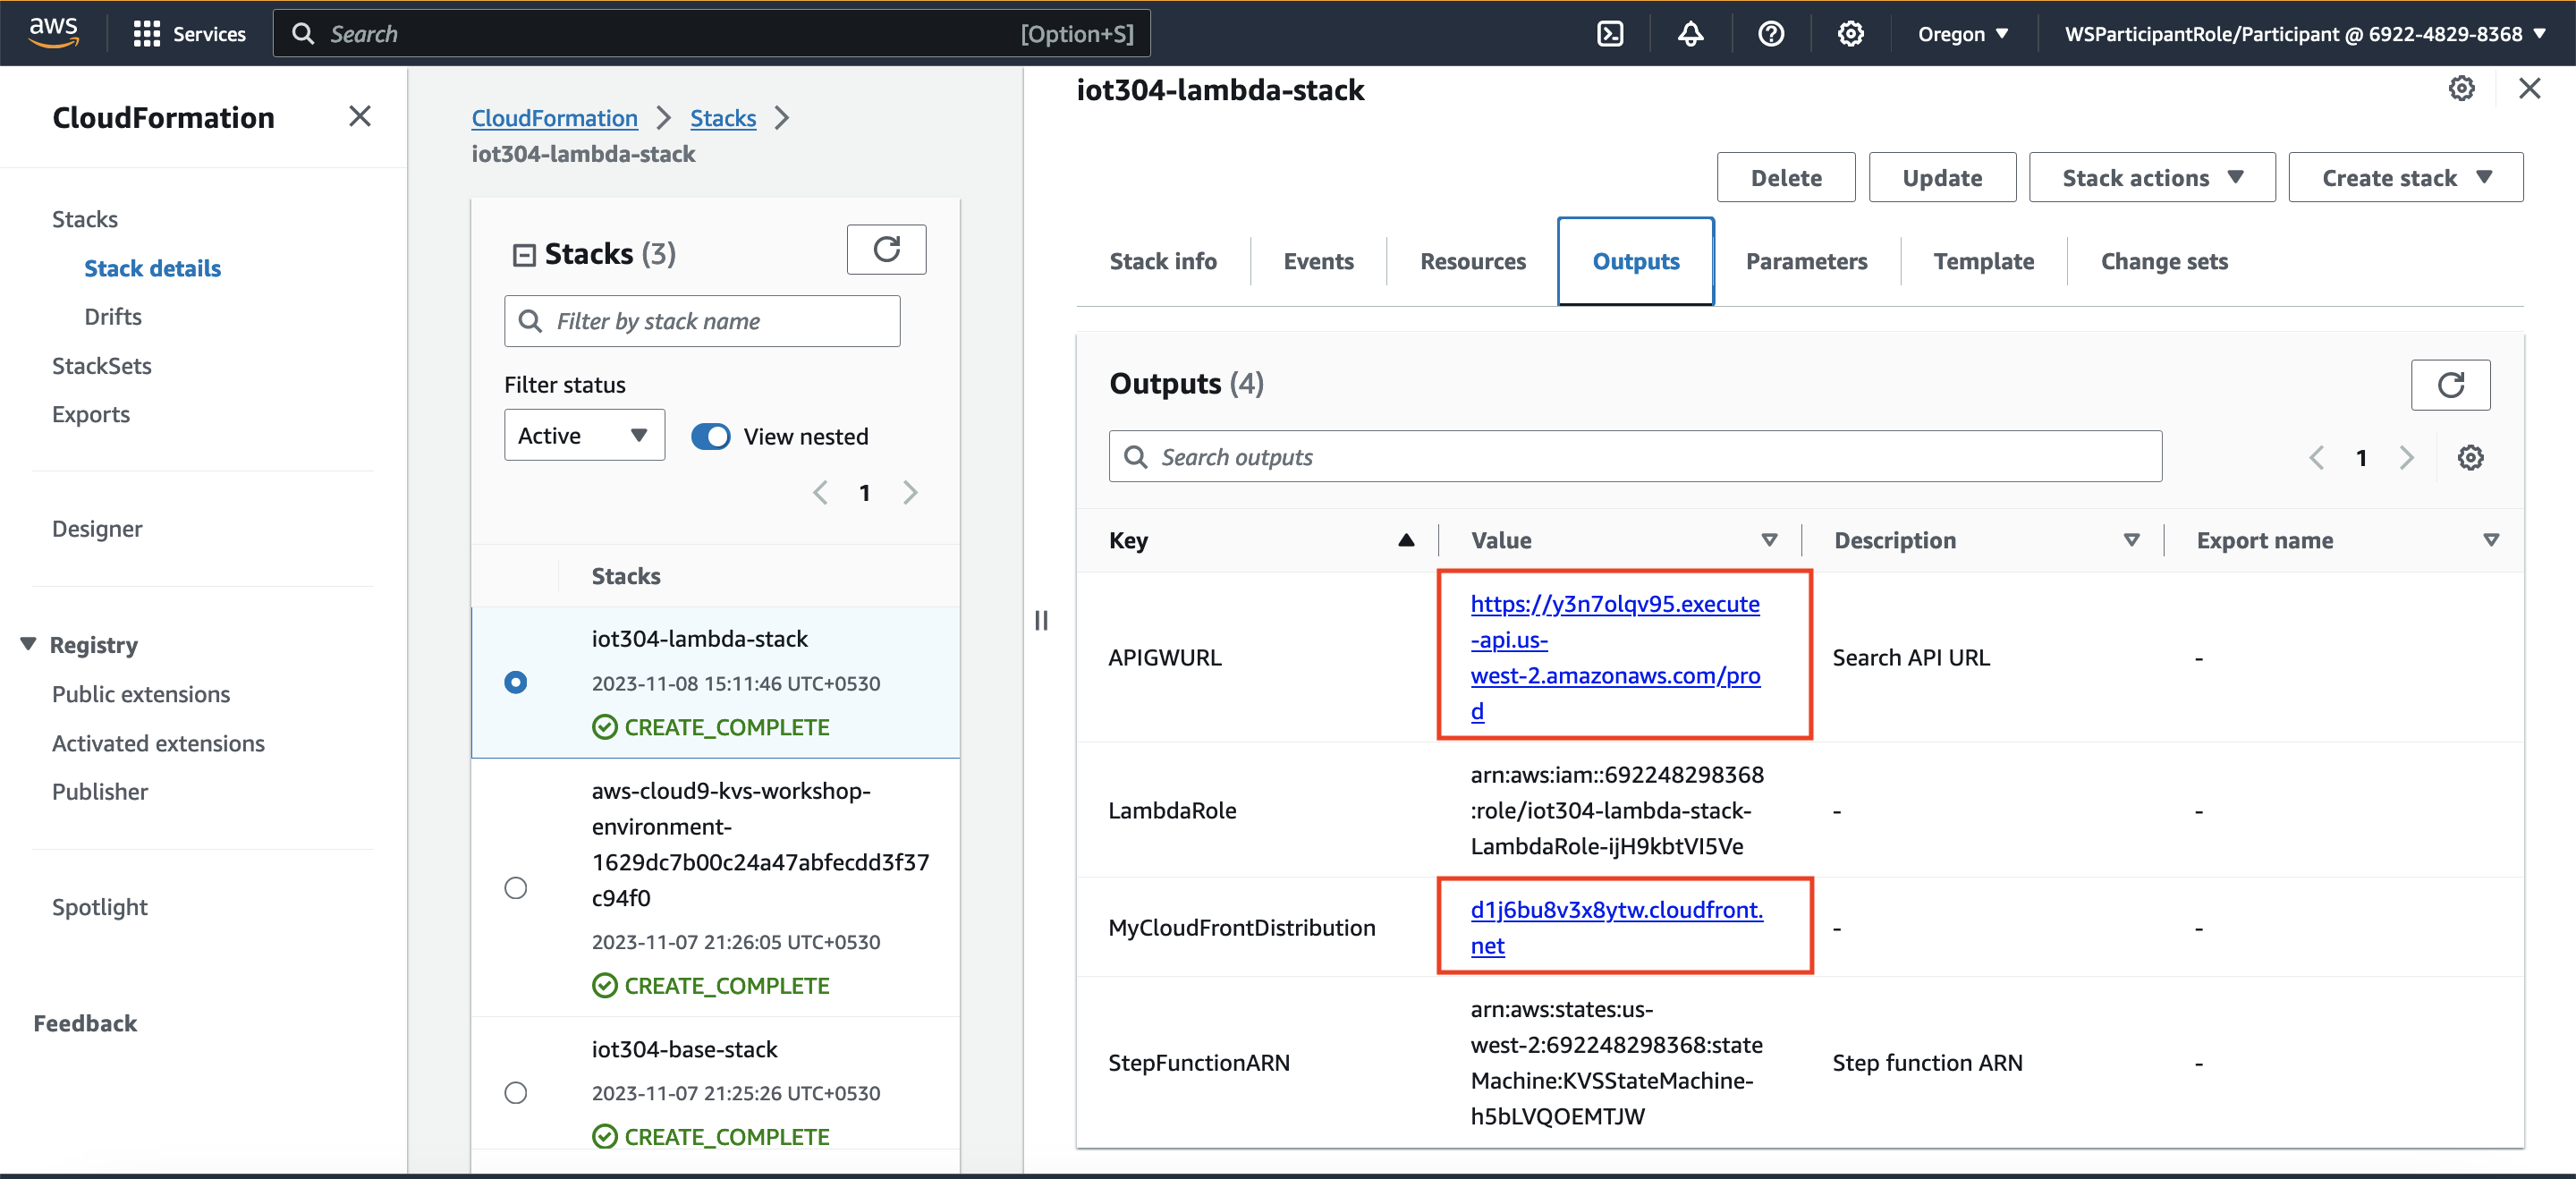 aws
Services
Search
[Option+S]
Oregon
WSParticipantRole/Participant @ 6922-4829-8368
CloudFormation
Stacks
Stack details
Drifts
StackSets
Exports
Designer
Registry
Public extensions
Activated extensions
Publisher
Spotlight
Feedback
CloudFormation
Stacks
iot304-lambda-stack
Stacks (3)
Filter by stack name
Filter status
Active
View nested
1
Stacks
iot304-lambda-stack
2023-11-08 15:11:46 UTC+0530
CREATE_COMPLETE
aws-cloud9-kvs-workshop-
environment-
1629dc7b00c24a47abfecdd3f37
c94f0
2023-11-07 21:26:05 UTC+0530
CREATE_COMPLETE
iot304-base-stack
2023-11-07 21:25:26 UTC+0530
CREATE_COMPLETE
iot304-lambda-stack
Delete
Update
Stack actions
Create stack
Stack info
Events
Resources
Outputs
Parameters
Template
Change sets
Outputs (4)
Search outputs
1
Key
Value
Description
Export name
APIGWURL
https://y3n7olqv95.execute
-api.us-
west-2.amazonaws.com/pro
d
Search API URL
-
LambdaRole
arn:aws:iam::692248298368
:role/iot304-lambda-stack-
LambdaRole-ijH9kbtVI5Ve
-
-
MyCloudFrontDistribution
d1j6bu8v3x8ytw.cloudfront.
net
-
-
StepFunctionARN
arn:aws:states:us-
west-2:692248298368:state
Machine:KVSStateMachine-
h5bLVQOEMTJW
Step function ARN
-